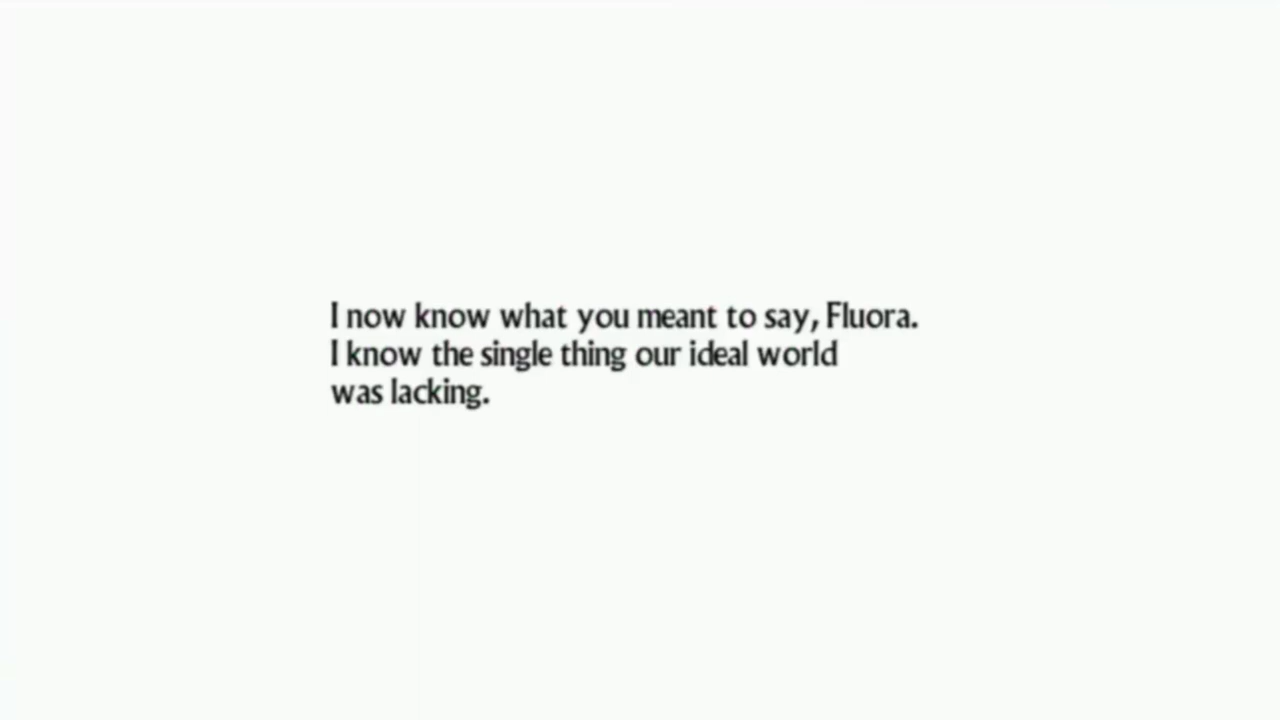 I now know what you meant to say, Fluora.
I know the single thing our ideal world
was lacking.